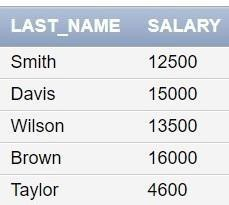 LAST_NAME SALARY
Smith 12500
Davis 15000
Wilson 13500
Brown 16000
Taylor 4600